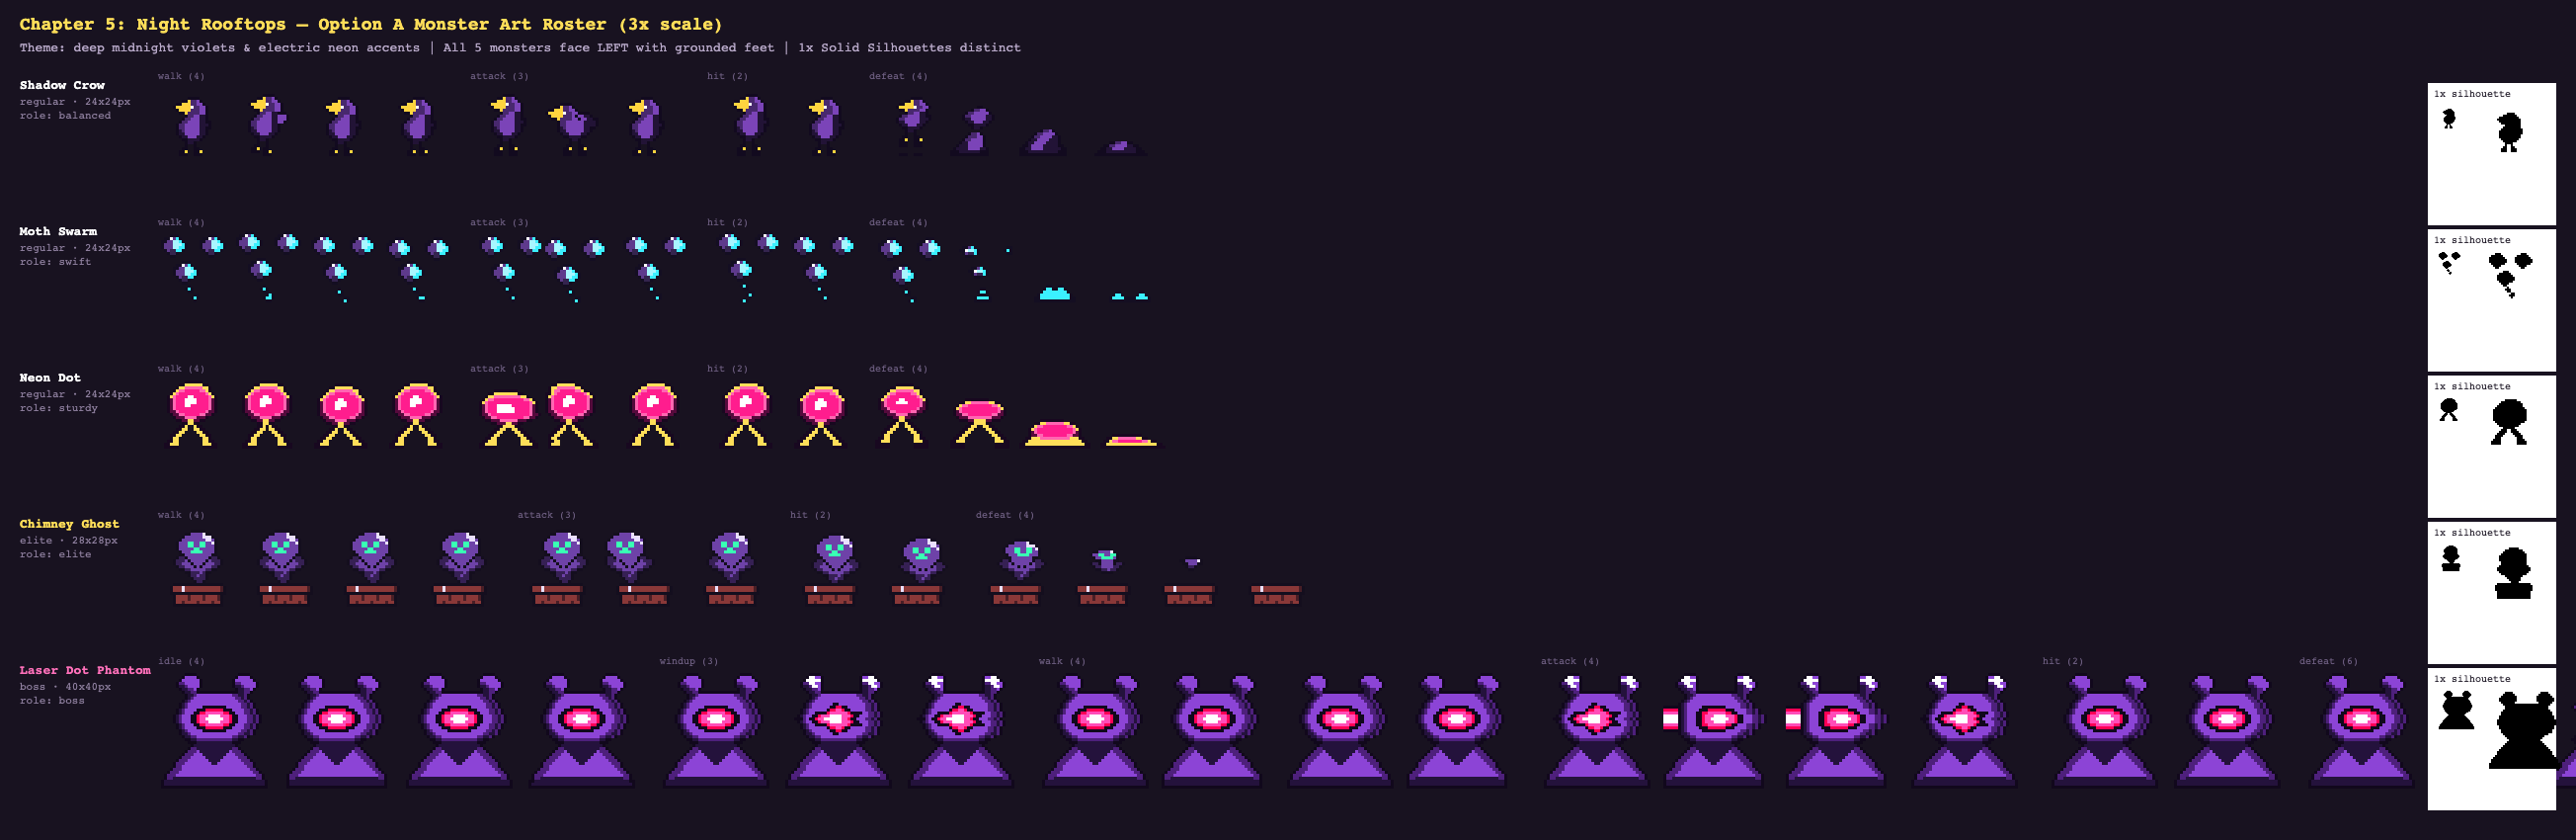 Chapter 5: Night Rooftops — Option A Monster Art Roster (3x scale)
Theme: deep midnight violets & electric neon accents | All 5 monsters face LEFT with grounded feet | 1x Solid Silhouettes distinct
walk (4) attack (3) hit (2) defeat (4)
Shadow Crow
regular · 24x24px
role: balanced
1x silhouette
walk (4) attack (3) hit (2) defeat (4)
Moth Swarm
regular · 24x24px
role: swift
1x silhouette
walk (4) attack (3) hit (2) defeat (4)
Neon Dot
regular · 24x24px
role: sturdy
1x silhouette
walk (4) attack (3) hit (2) defeat (4)
Chimney Ghost
elite · 28x28px
role: elite
1x silhouette
idle (4) windup (3) walk (4) attack (4) hit (2) defeat (6)
Laser Dot Phantom
boss · 40x40px
role: boss
1x silhouette